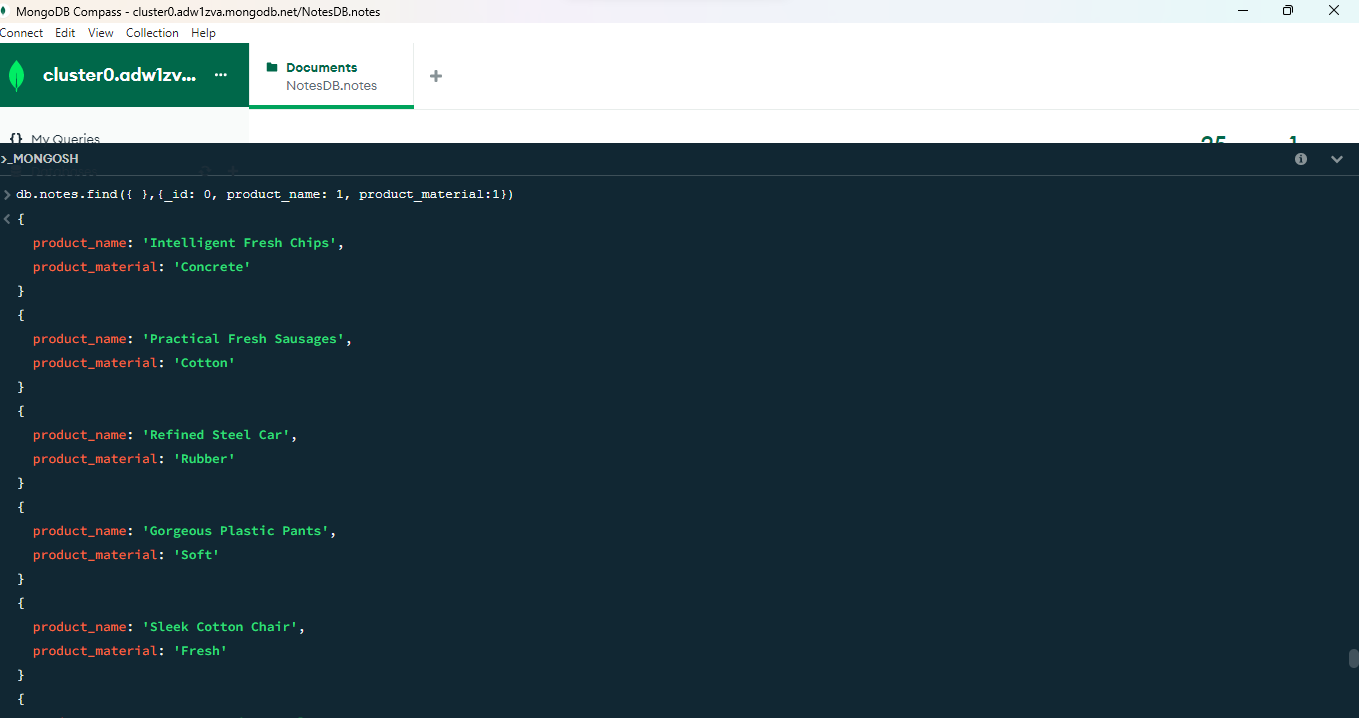 MongoDB Compass - cluster0.adw1zva.mongodb.net/NotesDB.notes
Connect Edit View Collection Help
cluster0.adw1zv... ...
Documents
NotesDB.notes
+
{} My Queries
25 1
>_MONGOSH
> db.notes.find({ },{_id: 0, product_name: 1, product_material:1})
< {
product_name: 'Intelligent Fresh Chips',
product_material: 'Concrete'
}
{
product_name: 'Practical Fresh Sausages',
product_material: 'Cotton'
}
{
product_name: 'Refined Steel Car',
product_material: 'Rubber'
}
{
product_name: 'Gorgeous Plastic Pants',
product_material: 'Soft'
}
{
product_name: 'Sleek Cotton Chair',
product_material: 'Fresh'
}
{